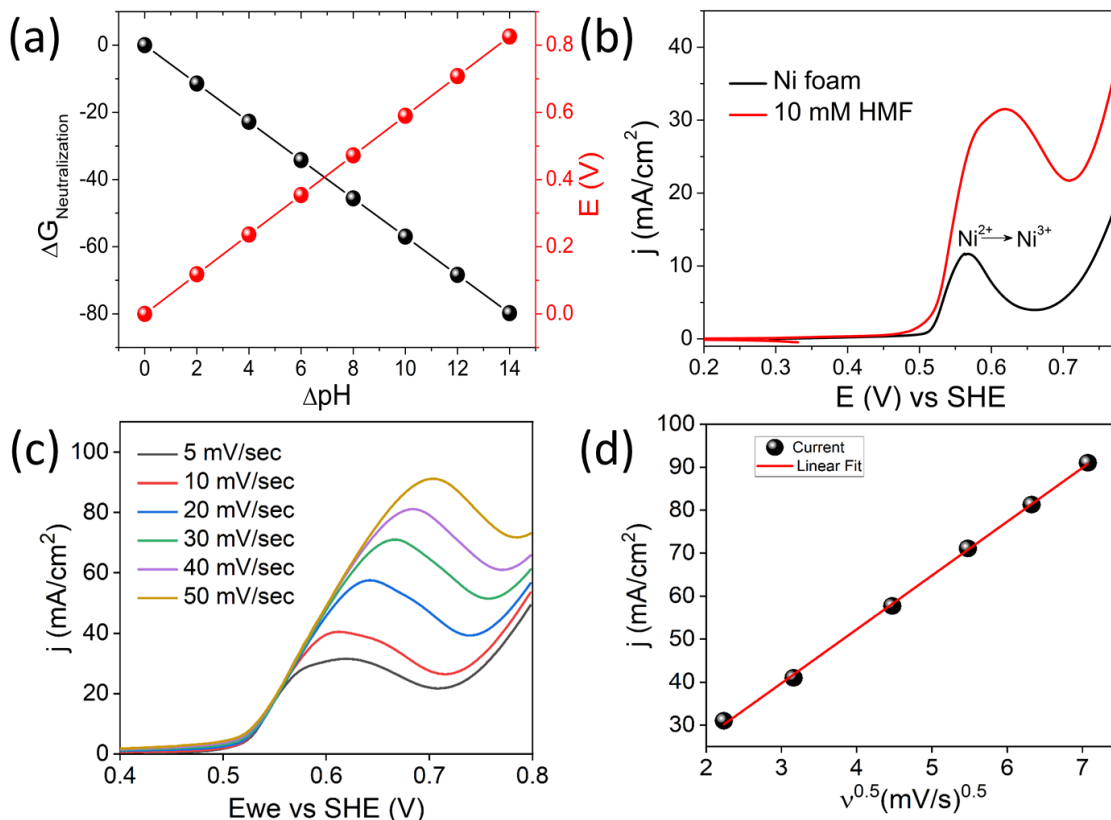 (a)
0
-20
-40
-60
-80
ΔG_Neutralization
0.8
0.6
0.4
0.2
0.0
E (V)
0 2 4 6 8 10 12 14
ΔpH
(b)
40
30
20
10
0
j (mA/cm²)
Ni foam
10 mM HMF
Ni²⁺→Ni³⁺
0.2 0.3 0.4 0.5 0.6 0.7
E (V) vs SHE
(c)
100
80
60
40
20
0
j (mA/cm²)
5 mV/sec
10 mV/sec
20 mV/sec
30 mV/sec
40 mV/sec
50 mV/sec
0.4 0.5 0.6 0.7 0.8
Ewe vs SHE (V)
(d)
90
80
70
60
50
40
30
j (mA/cm²)
Current
Linear Fit
2 3 4 5 6 7
ν^0.5(mV/s)^0.5